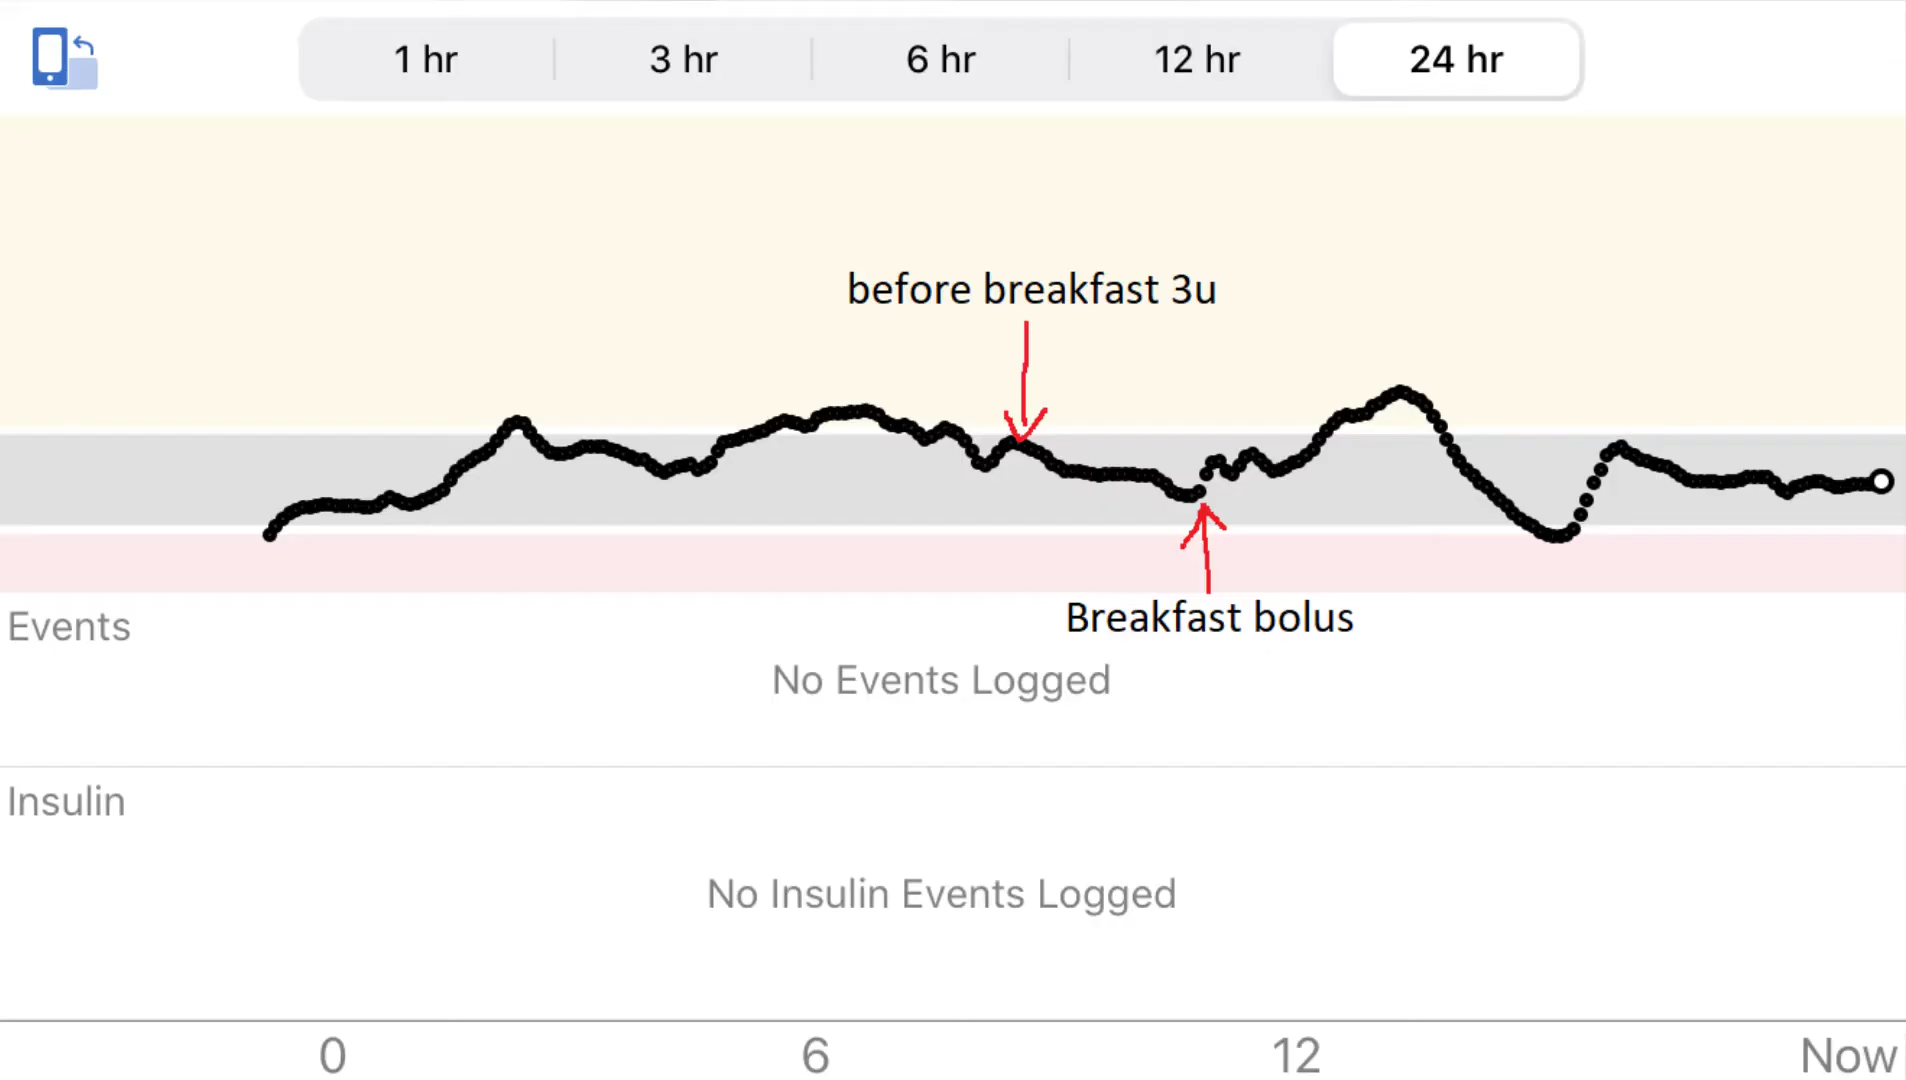 1 hr 3 hr 6 hr 12 hr 24 hr
before breakfast 3u
Breakfast bolus
Events
No Events Logged
Insulin
No Insulin Events Logged
0 6 12 Now